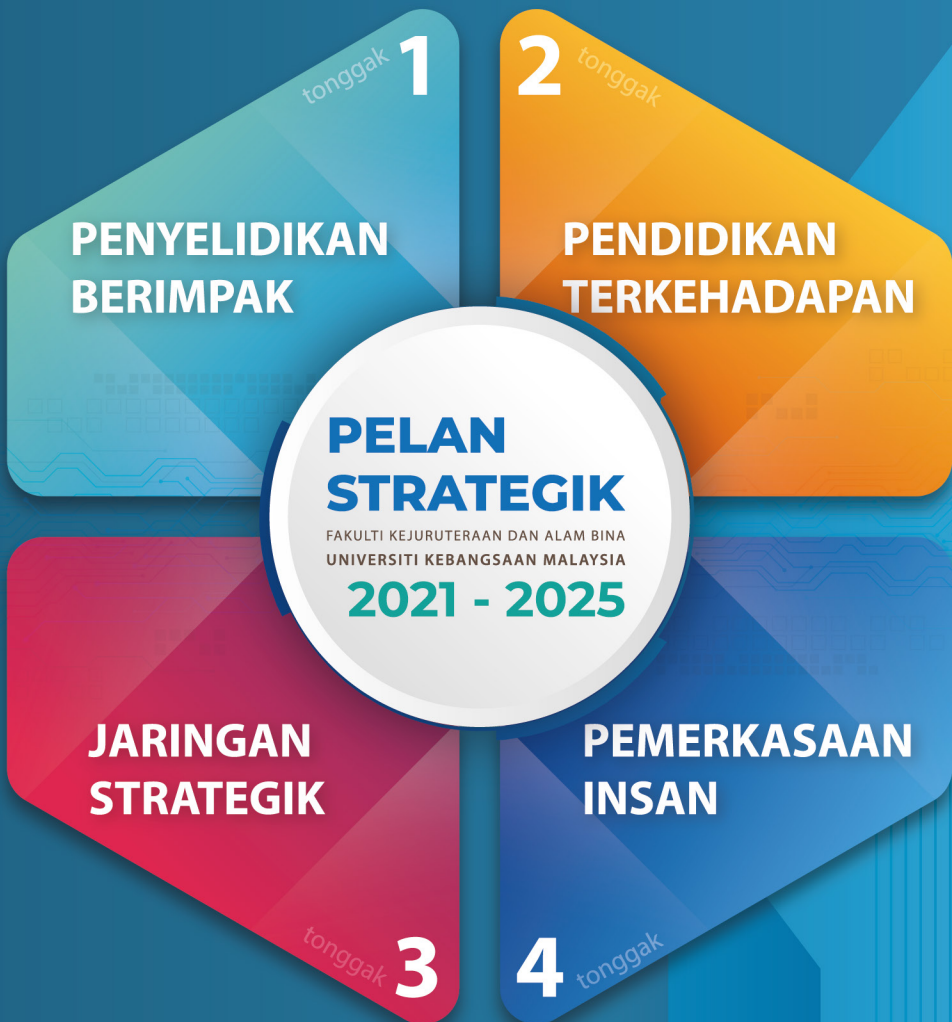 tonggak 1
PENYELIDIKAN
BERIMPAK
2 tonggak
PENDIDIKAN
TERKEHADAPAN
PELAN
STRATEGIK
FAKULTI KEJURUTERAAN DAN ALAM BINA
UNIVERSITI KEBANGSAAN MALAYSIA
2021 - 2025
JARINGAN
STRATEGIK
tonggak 3
PEMERKASAAN
INSAN
4 tonggak